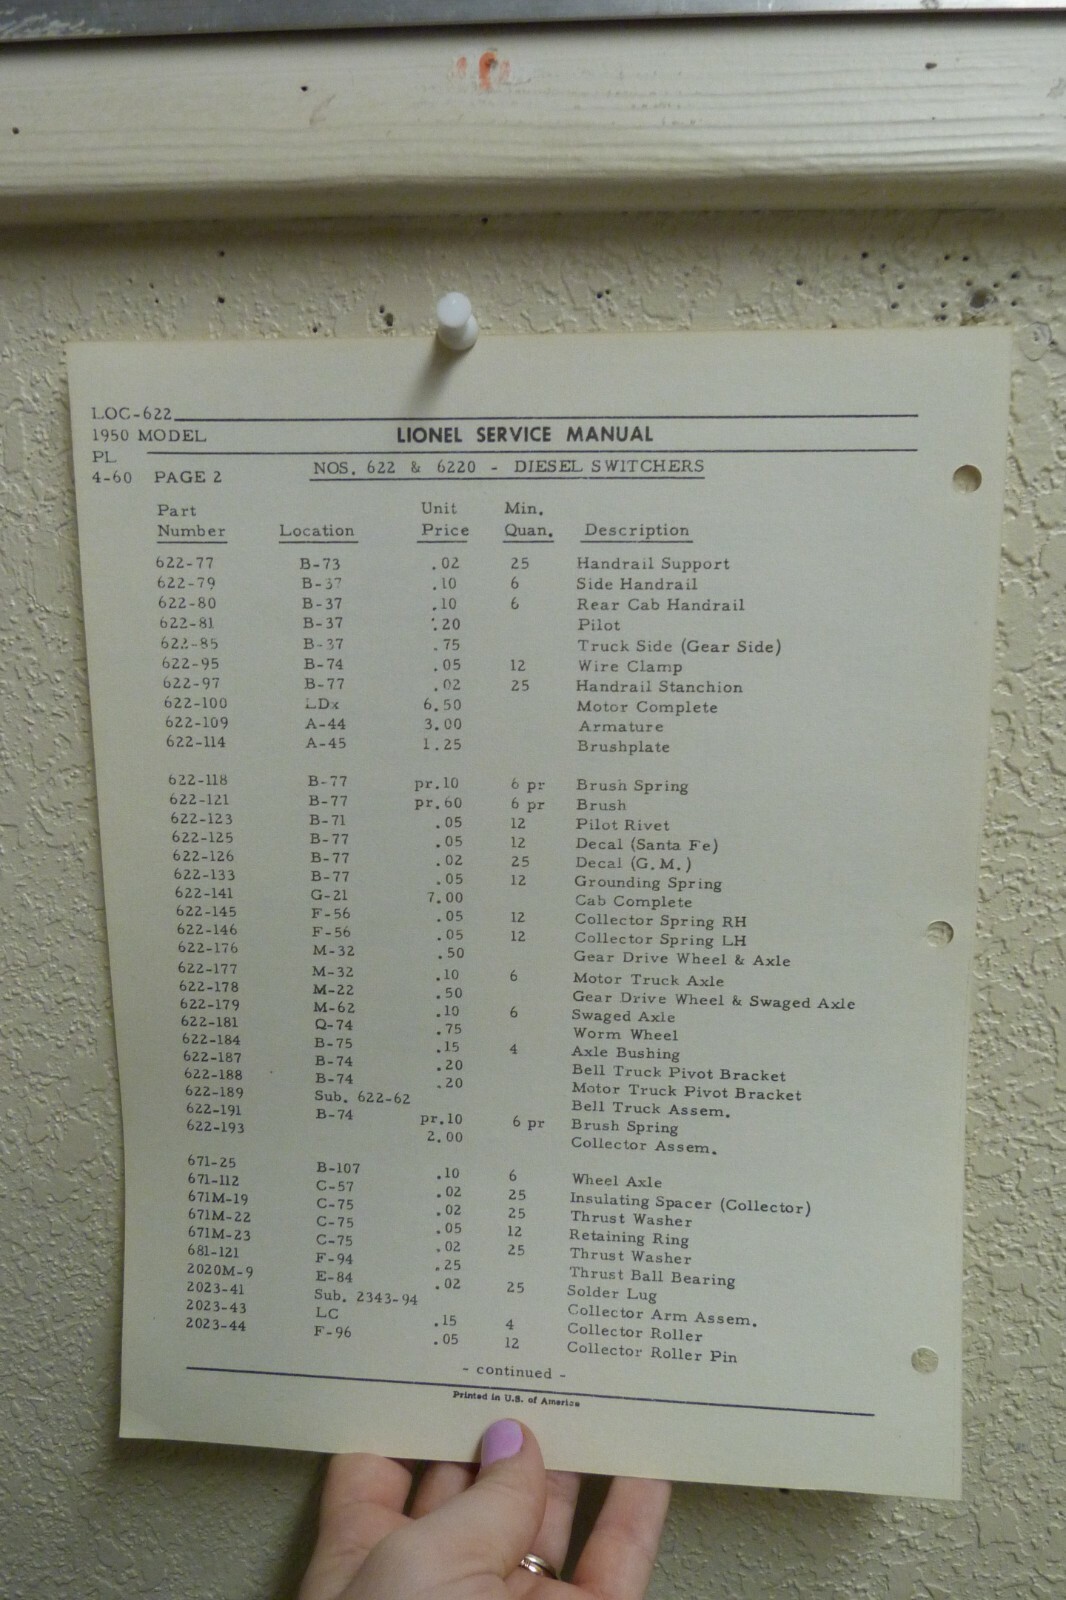 LOC-622
1950 MODEL LIONEL SERVICE MANUAL
PL
4-60 PAGE 2 NOS. 622 & 6220 - DIESEL SWITCHERS
Part Unit Min.
Number Location Price Quan. Description
622-77 B-73 .02 25 Handrail Support
622-79 B-37 .10 6 Side Handrail
622-80 B-37 .10 6 Rear Cab Handrail
622-81 B-37 .20 Pilot
622-85 B-37 .75 Truck Side (Gear Side)
622-95 B-74 .05 12 Wire Clamp
622-97 B-77 .02 25 Handrail Stanchion
622-100 LDx 6.50 Motor Complete
622-109 A-44 3.00 Armature
622-114 A-45 1.25 Brushplate
622-118 B-77 pr.10 6 pr Brush Spring
622-121 B-77 pr.60 6 pr Brush
622-123 B-71 .05 12 Pilot Rivet
622-125 B-77 .05 12 Decal (Santa Fe)
622-126 B-77 .02 25 Decal (G.M.)
622-133 B-77 .05 12 Grounding Spring
622-141 G-21 7.00 Cab Complete
622-145 F-56 .05 12 Collector Spring RH
622-146 F-56 .05 12 Collector Spring LH
622-176 M-32 .50 Gear Drive Wheel & Axle
622-177 M-32 .10 6 Motor Truck Axle
622-178 M-22 .50 Gear Drive Wheel & Swaged Axle
622-179 M-62 .10 6 Swaged Axle
622-181 Q-74 .75 Worm Wheel
622-184 B-75 .15 4 Axle Bushing
622-187 B-74 .20 Bell Truck Pivot Bracket
622-188 B-74 .20 Motor Truck Pivot Bracket
622-189 Sub. 622-62 Bell Truck Assem.
622-191 B-74 pr.10 6 pr Brush Spring
622-193 2.00 Collector Assem.
671-25 B-107 .10 6 Wheel Axle
671-112 C-57 .02 25 Insulating Spacer (Collector)
671M-19 C-75 .02 25 Thrust Washer
671M-22 C-75 .05 12 Retaining Ring
671M-23 C-75 .02 25 Thrust Washer
681-121 F-94 .25 Thrust Ball Bearing
2020M-9 E-84 .02 25 Solder Lug
2023-41 Sub. 2343-94 Collector Arm Assem.
2023-43 LC .15 4 Collector Roller
2023-44 F-96 .05 12 Collector Roller Pin
- continued -
Printed in U.S. of America